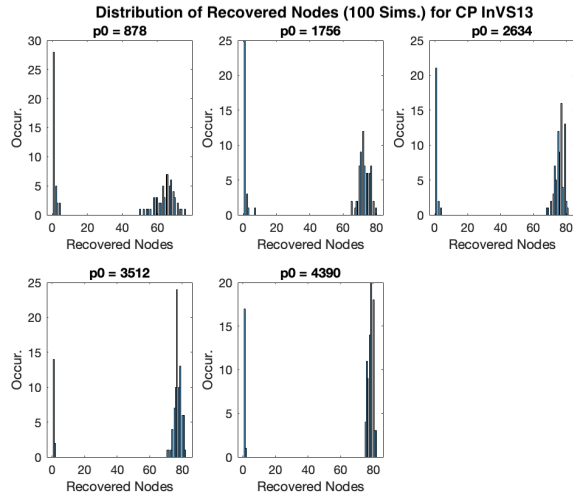 Distribution of Recovered Nodes (100 Sims.) for CP InVS13
p0 = 878
30
25
20
15
10
5
0
Occur.
0 20 40 60 80
Recovered Nodes
p0 = 1756
25
20
15
10
5
0
Occur.
0 20 40 60 80
Recovered Nodes
p0 = 2634
25
20
15
10
5
0
Occur.
0 20 40 60 80
Recovered Nodes
p0 = 3512
25
20
15
10
5
0
Occur.
0 20 40 60 80
Recovered Nodes
p0 = 4390
20
15
10
5
0
Occur.
0 20 40 60 80
Recovered Nodes